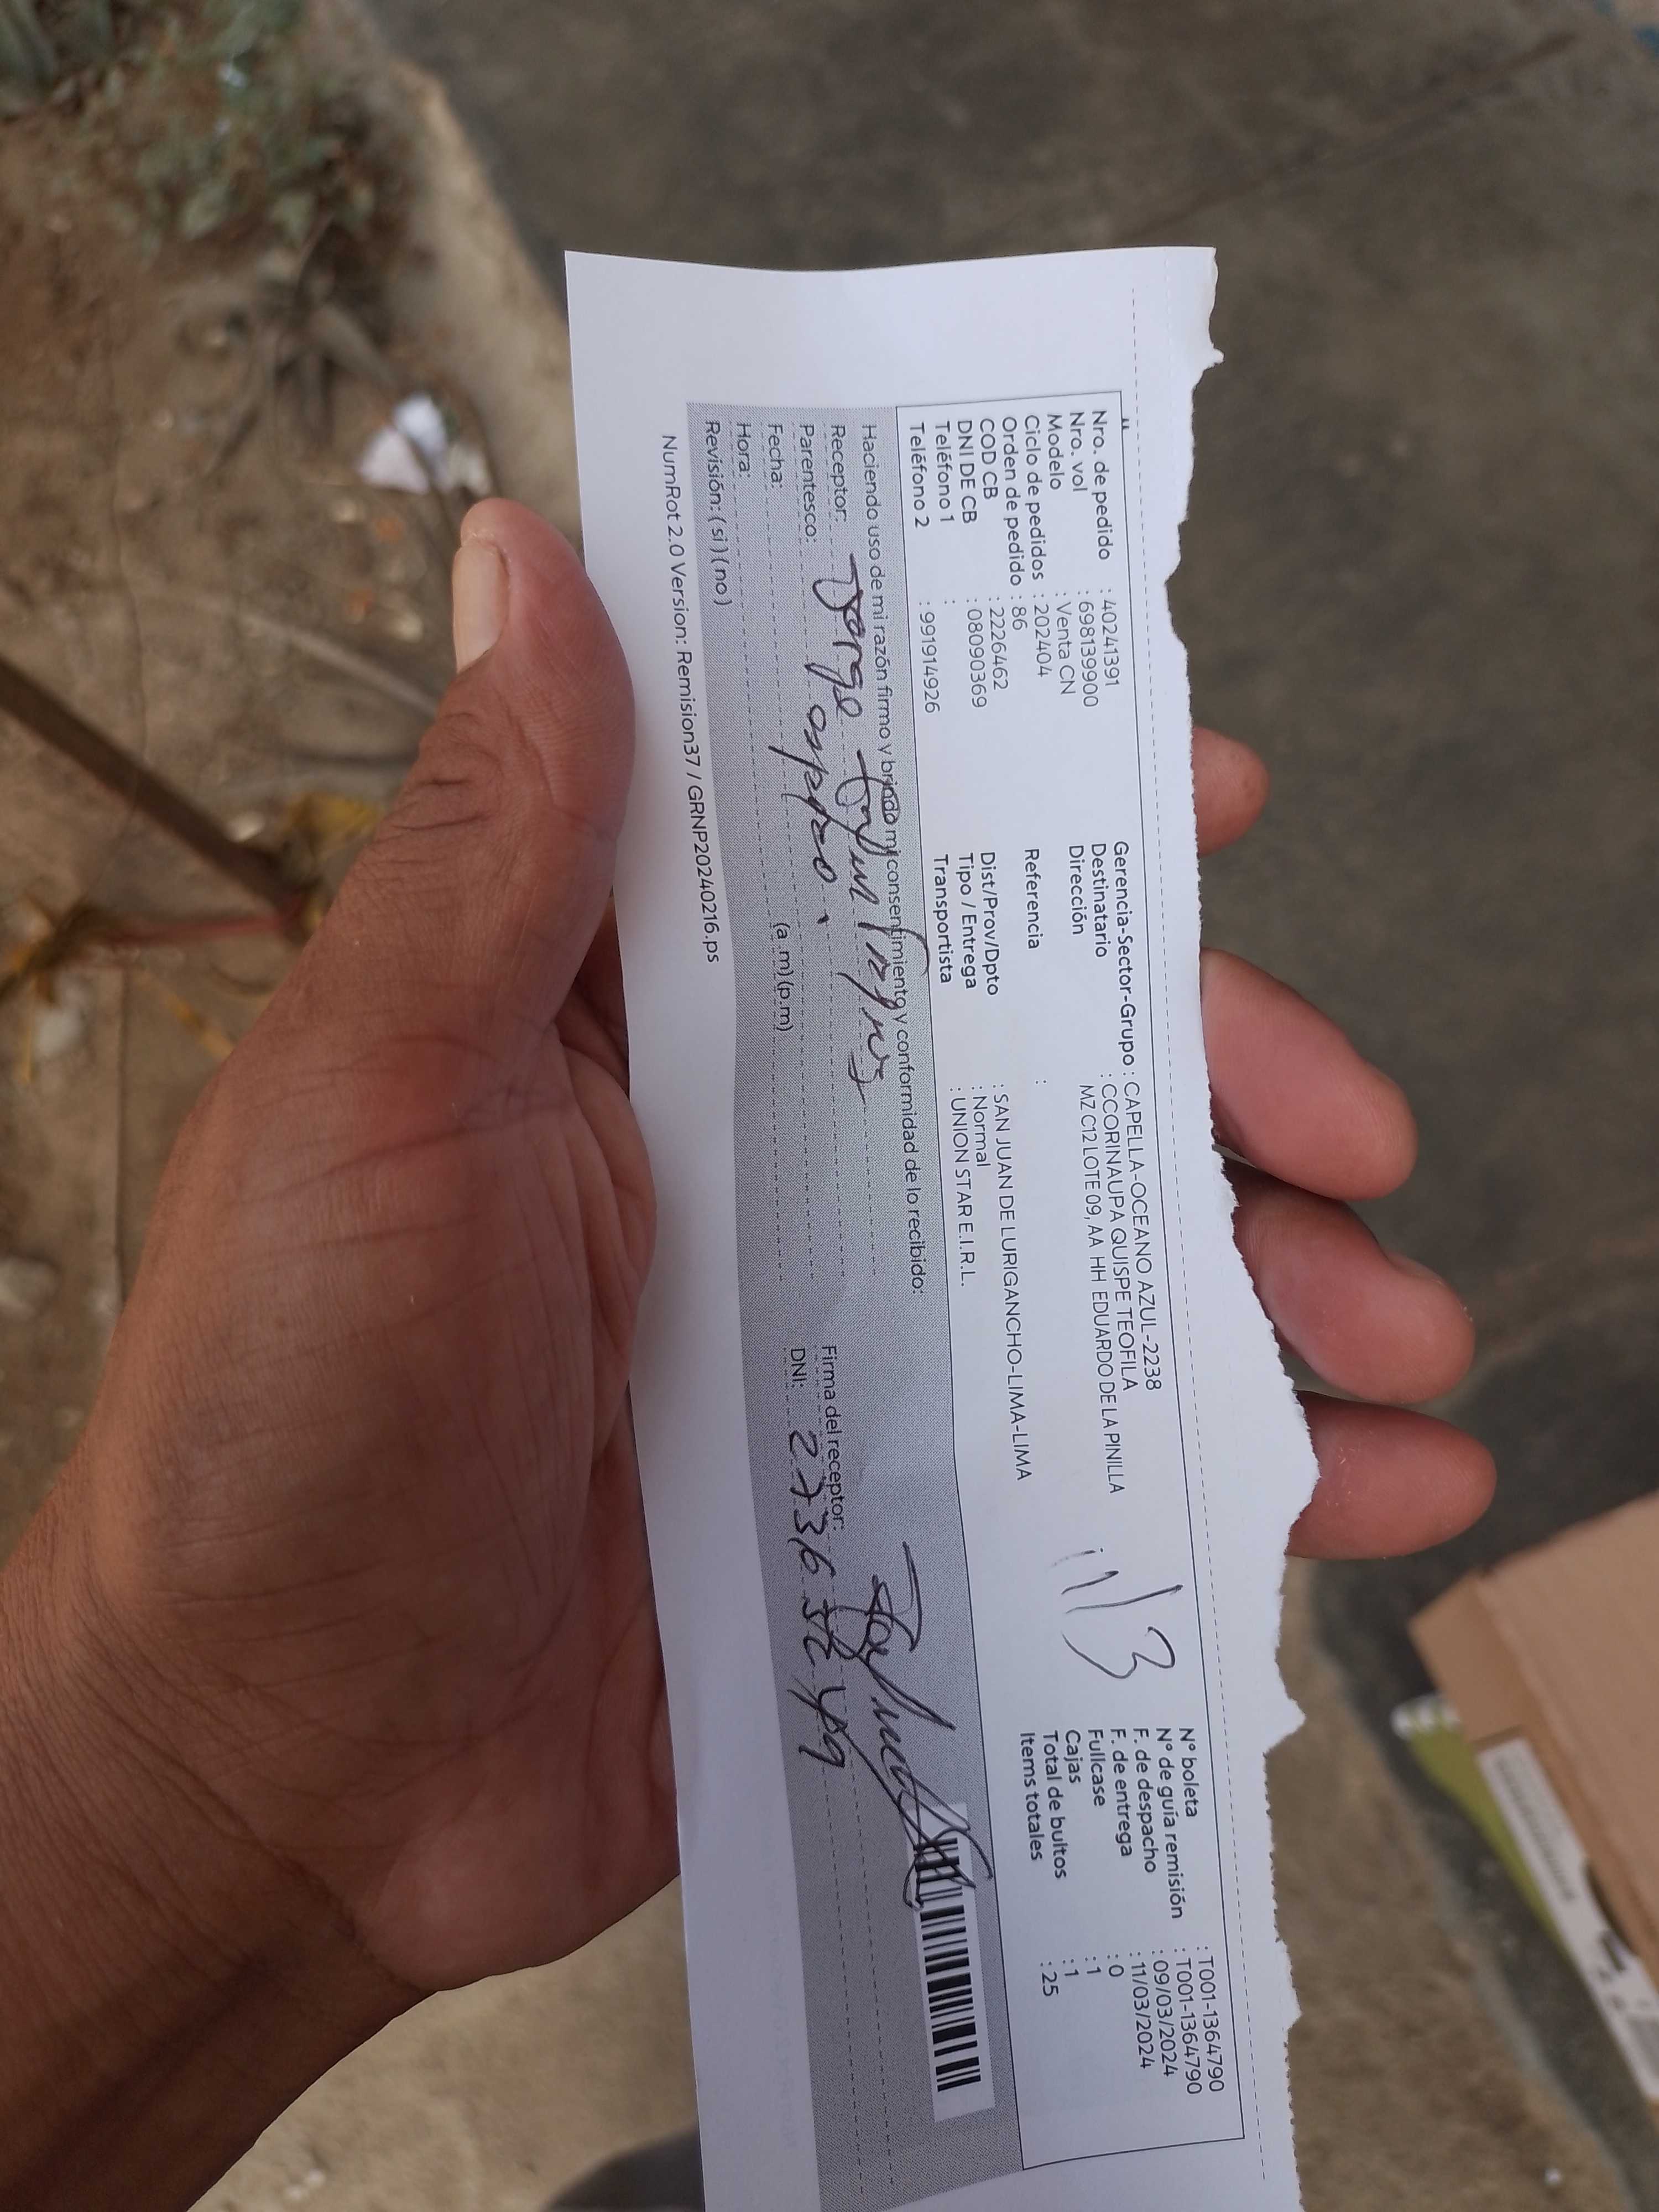 Nro. de pedido : 40241391
Nro. vol : 698139900
Modelo : Venta CN
Ciclo de pedidos : 202404
Orden de pedido : 86
COD CB : 2226462
DNI DE CB : 08090369
Teléfono 1 :
Teléfono 2 : 991914926
Gerencia-Sector-Grupo : CAPELLA-OCEANO AZUL-2238
Destinatario : CCORINAUPA QUISPE TEOFILA
Dirección : MZ C12 LOTE 09, AA HH EDUARDO DE LA PINILLA
Referencia :
Dist/Prov/Dpto : SAN JUAN DE LURIGANCHO-LIMA-LIMA
Tipo / Entrega : Normal
Transportista : UNION STAR E.I.R.L.
11/3
N° boleta : T001-1364790
N° de guía remisión : T001-1364790
F. de despacho : 09/03/2024
F. de entrega : 11/03/2024
Fullcase : 0
Cajas : 1
Total de bultos : 1
Items totales : 25
Haciendo uso de mi razón firmo y brindo mi consentimiento y conformidad de lo recibido:
Receptor: Jorge
Parentesco: esposo.
Fecha:
Hora: (a .m) (p.m)
Revisión: ( si ) ( no )
Firma del receptor:
DNI:
NumRot 2.0 Version: Remision37 / GRNP20240216.ps